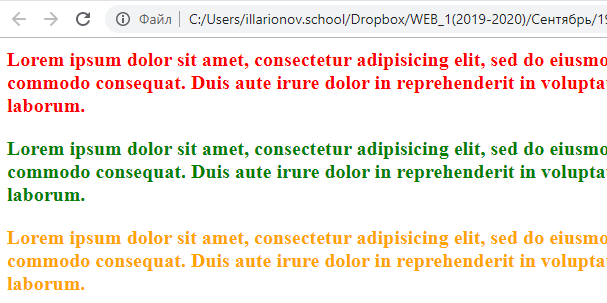 Файл | C:/Users/illarionov.school/Dropbox/WEB_1(2019-2020)/Сентябрь/19
Lorem ipsum dolor sit amet, consectetur adipisicing elit, sed do eiusmo
commodo consequat. Duis aute irure dolor in reprehenderit in volupta
laborum.
Lorem ipsum dolor sit amet, consectetur adipisicing elit, sed do eiusmo
commodo consequat. Duis aute irure dolor in reprehenderit in volupta
laborum.
Lorem ipsum dolor sit amet, consectetur adipisicing elit, sed do eiusmo
commodo consequat. Duis aute irure dolor in reprehenderit in volupta
laborum.